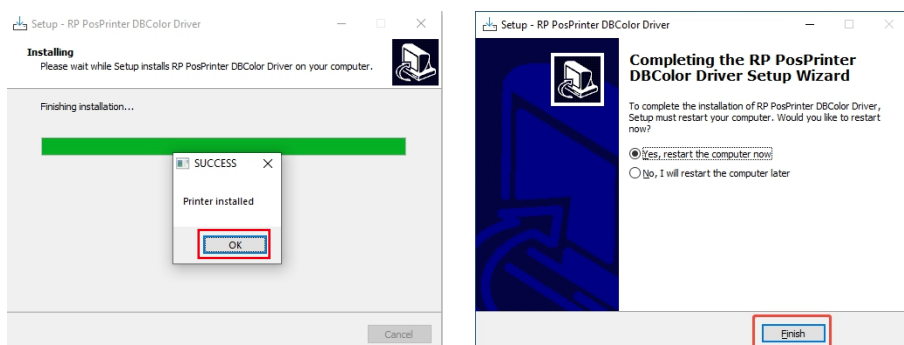 Setup - RP PosPrinter DBColor Driver
Installing
Please wait while Setup installs RP PosPrinter DBColor Driver on your computer.
Finishing installation...
SUCCESS
Printer installed
OK
Cancel
Setup - RP PosPrinter DBColor Driver
Completing the RP PosPrinter
DBColor Driver Setup Wizard
To complete the installation of RP PosPrinter DBColor Driver,
Setup must restart your computer. Would you like to restart
now?
Yes, restart the computer now
No, I will restart the computer later
Finish